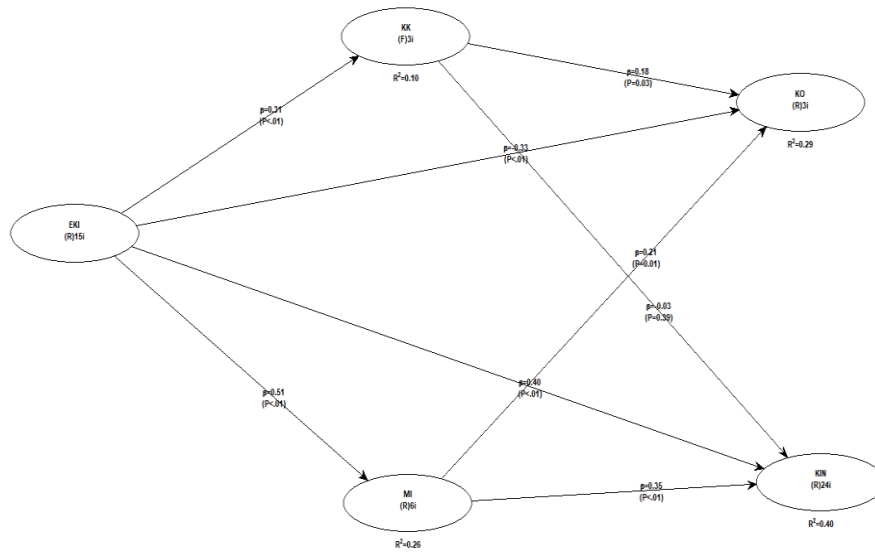 KK
(F)3i
R²=0.10
β=0.18
(P=0.03)
KO
(R)3i
R²=0.29
β=0.31
(P<.01)
β=-0.33
(P<.01)
EKI
(R)15i
β=0.21
(P=0.01)
β=-0.03
(P=0.39)
β=0.40
(P<.01)
β=0.51
(P<.01)
MI
(R)6i
R²=0.26
β=0.35
(P<.01)
KIN
(R)24i
R²=0.40